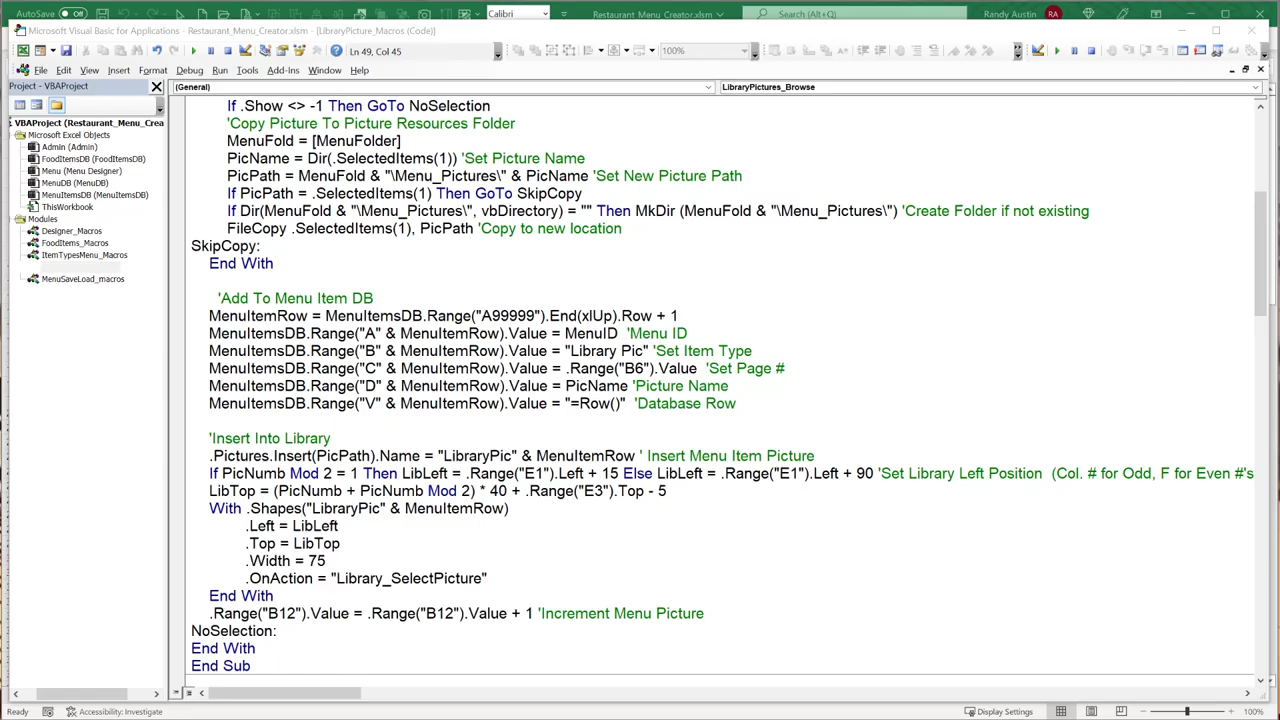 AutoSave Off Calibri Restaurant_Menu_Creator.xlsm Search (Alt+Q) Randy Austin RA
Microsoft Visual Basic for Applications - [Restaurant_Menu_Creator.xlsm - [LibraryPicture_Macros (Code)]
Ln 49, Col 45 100%
File Edit View Insert Format Debug Run Tools Add-Ins Window Help
Project - VBAProject
(General) LibraryPictures_Browse
VBAProject (Restaurant_Menu_Crea
Microsoft Excel Objects
Admin (Admin)
FoodItemsDB (FoodItemsDB)
Menu (Menu Designer)
MenuDB (MenuDB)
MenuItemsDB (MenuItemsDB)
ThisWorkbook
Modules
Designer_Macros
FoodItems_Macros
ItemTypesMenu_Macros
MenuSaveLoad_macros
If .Show <> -1 Then GoTo NoSelection
'Copy Picture To Picture Resources Folder
MenuFold = [MenuFolder]
PicName = Dir(.SelectedItems(1)) 'Set Picture Name
PicPath = MenuFold & "\Menu_Pictures\" & PicName 'Set New Picture Path
If PicPath = .SelectedItems(1) Then GoTo SkipCopy
If Dir(MenuFold & "\Menu_Pictures\", vbDirectory) = "" Then MkDir (MenuFold & "\Menu_Pictures\") 'Create Folder if not existing
FileCopy .SelectedItems(1), PicPath 'Copy to new location
SkipCopy:
End With
'Add To Menu Item DB
MenuItemRow = MenuItemsDB.Range("A99999").End(xlUp).Row + 1
MenuItemsDB.Range("A" & MenuItemRow).Value = MenuID 'Menu ID
MenuItemsDB.Range("B" & MenuItemRow).Value = "Library Pic" 'Set Item Type
MenuItemsDB.Range("C" & MenuItemRow).Value = .Range("B6").Value 'Set Page #
MenuItemsDB.Range("D" & MenuItemRow).Value = PicName 'Picture Name
MenuItemsDB.Range("V" & MenuItemRow).Value = "=Row()" 'Database Row
'Insert Into Library
.Pictures.Insert(PicPath).Name = "LibraryPic" & MenuItemRow ' Insert Menu Item Picture
If PicNumb Mod 2 = 1 Then LibLeft = .Range("E1").Left + 15 Else LibLeft = .Range("E1").Left + 90 'Set Library Left Position (Col. # for Odd, F for Even #'s
LibTop = (PicNumb + PicNumb Mod 2) * 40 + .Range("E3").Top - 5
With .Shapes("LibraryPic" & MenuItemRow)
.Left = LibLeft
.Top = LibTop
.Width = 75
.OnAction = "Library_SelectPicture"
End With
.Range("B12").Value = .Range("B12").Value + 1 'Increment Menu Picture
NoSelection:
End With
End Sub
Ready Accessibility: Investigate Display Settings 100%